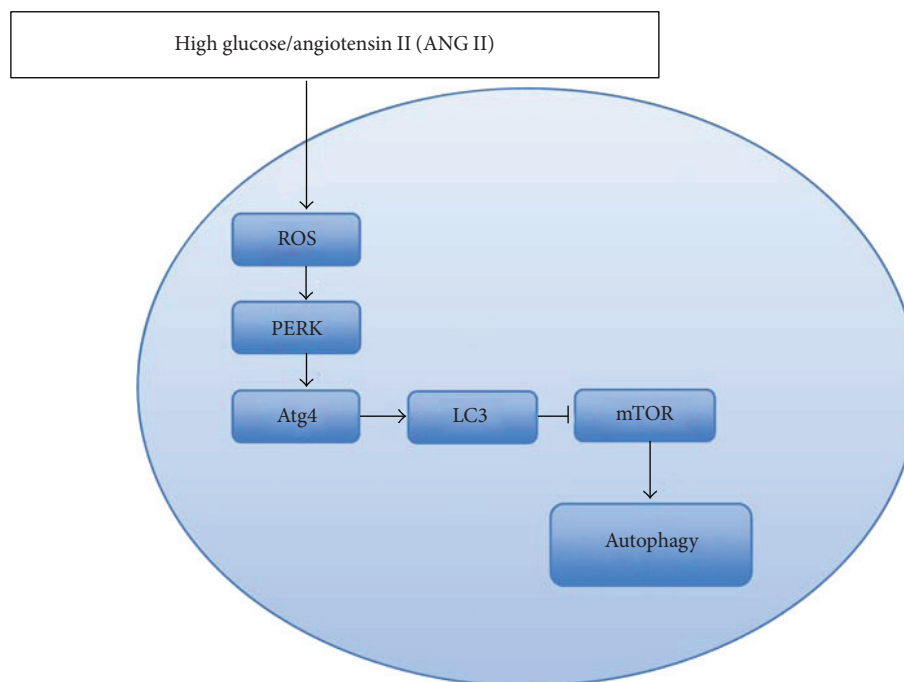 High glucose/angiotensin II (ANG II)
ROS
PERK
Atg4
LC3
mTOR
Autophagy